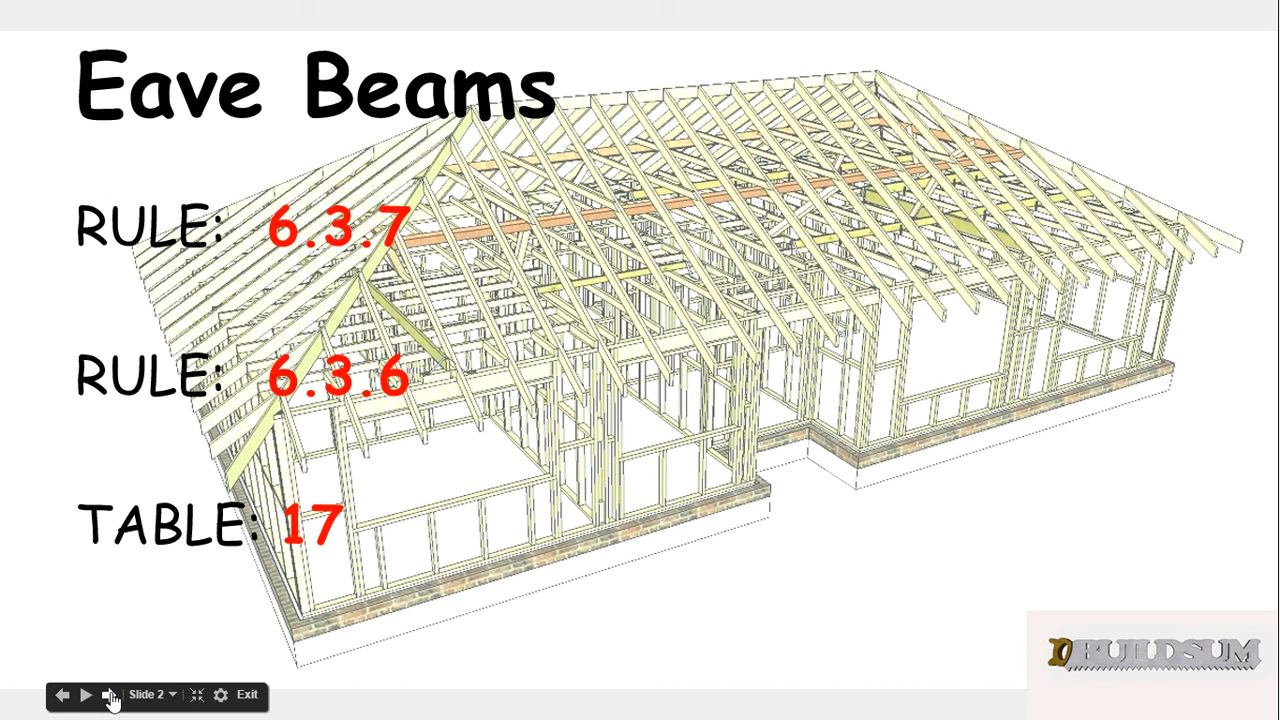 Eave Beams
RULE: 6.3.7
RULE: 6.3.6
TABLE: 17
BUILDSUM
Slide 2
Exit